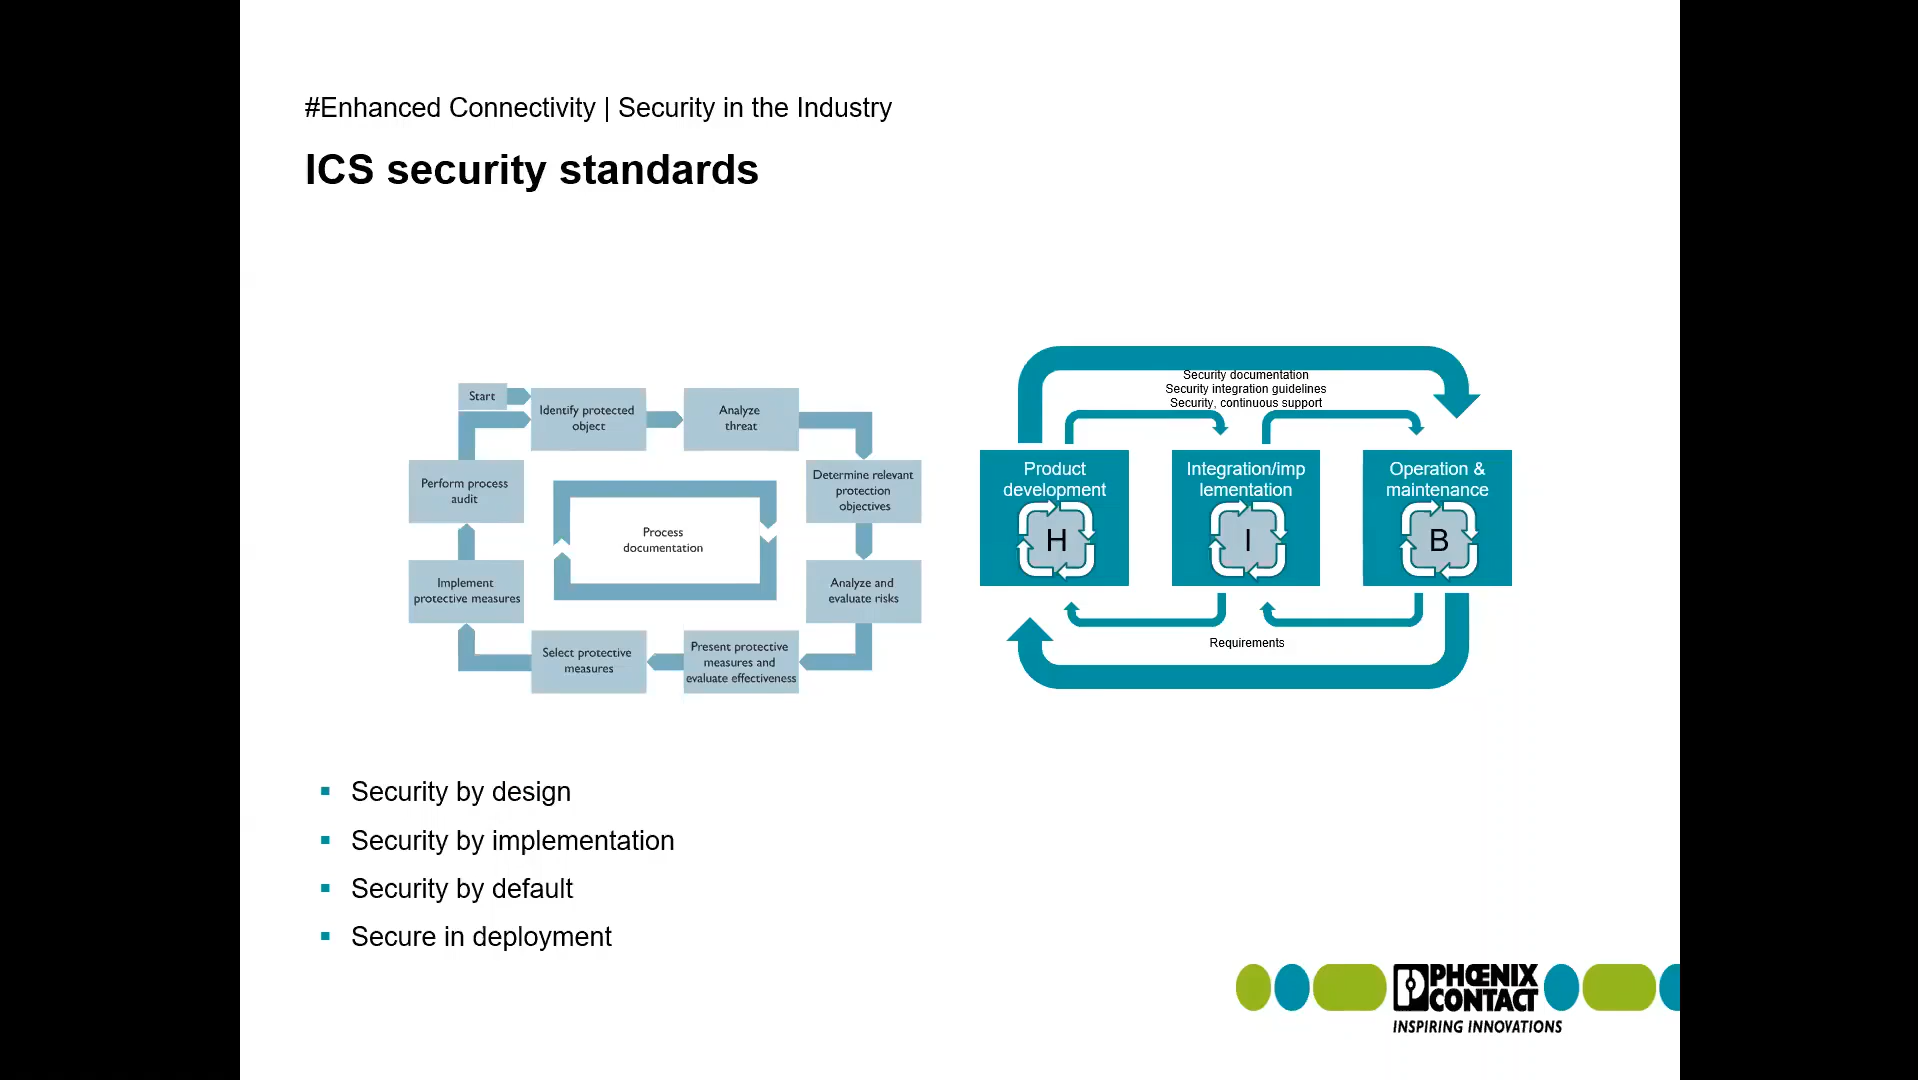 #Enhanced Connectivity | Security in the Industry
ICS security standards
Start
Identify protected
object
Analyze
threat
Determine relevant
protection
objectives
Analyze and
evaluate risks
Present protective
measures and
evaluate effectiveness
Select protective
measures
Implement
protective measures
Perform process
audit
Process
documentation
Security documentation
Security integration guidelines
Security, continuous support
Product
development
H
Integration/imp
lementation
I
Operation &
maintenance
B
Requirements
Security by design
Security by implementation
Security by default
Secure in deployment
PHŒNIX
CONTACT
INSPIRING INNOVATIONS